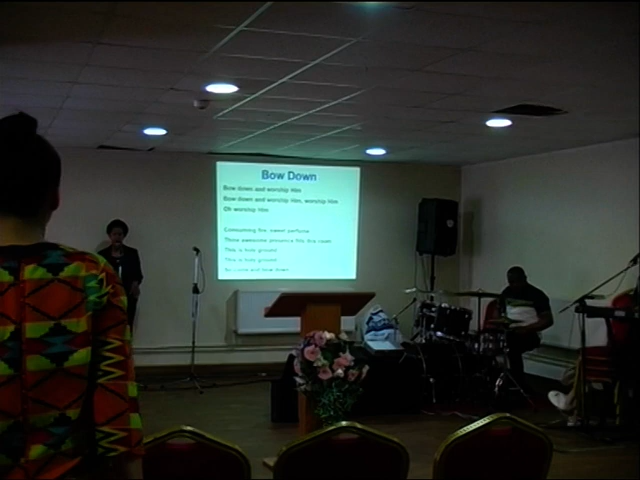 Bow Down
Bow down and worship Him
Bow down and worship Him, worship Him
Oh worship Him
Consuming fire, sweet perfume
Those awesome presence fills this room
This is holy ground
This is holy ground
So come and bow down